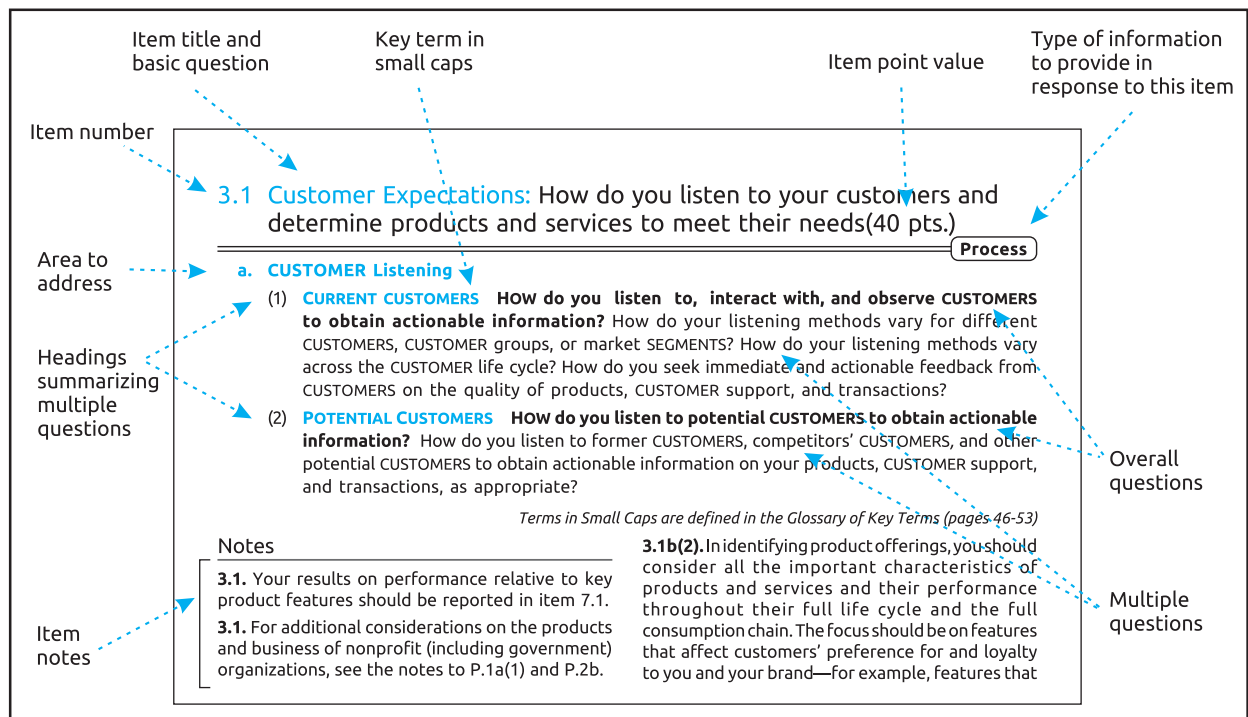 Item title and
basic question
Key term in
small caps
Item point value
Type of information
to provide in
response to this item
Item number
3.1 Customer Expectations: How do you listen to your customers and
determine products and services to meet their needs(40 pts.)
Process
Area to
address
a. CUSTOMER Listening
(1) CURRENT CUSTOMERS HOW do you listen to, interact with, and observe CUSTOMERS
to obtain actionable information? How do your listening methods vary for different
CUSTOMERS, CUSTOMER groups, or market SEGMENTS? How do your listening methods vary
across the CUSTOMER life cycle? How do you seek immediate and actionable feedback from
CUSTOMERS on the quality of products, CUSTOMER support, and transactions?
Headings
summarizing
multiple
questions
(2) POTENTIAL CUSTOMERS HOW do you listen to potential CUSTOMERS to obtain actionable
information? How do you listen to former CUSTOMERS, competitors’ CUSTOMERS, and other
potential CUSTOMERS to obtain actionable information on your products, CUSTOMER support,
and transactions, as appropriate?
Overall
questions
Terms in Small Caps are defined in the Glossary of Key Terms (pages 46-53)
Notes
3.1. Your results on performance relative to key
product features should be reported in item 7.1.
3.1. For additional considerations on the products
and business of nonprofit (including government)
organizations, see the notes to P.1a(1) and P.2b.
Item
notes
3.1b(2). In identifying product offerings, you should
consider all the important characteristics of
products and services and their performance
throughout their full life cycle and the full
consumption chain. The focus should be on features
that affect customers’ preference for and loyalty
to you and your brand—for example, features that
Multiple
questions